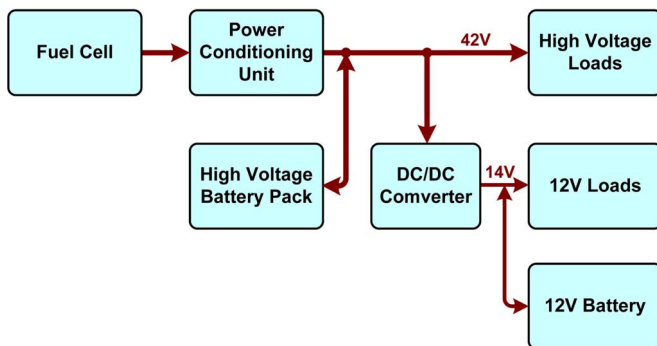 Fuel Cell
Power
Conditioning
Unit
42V
High Voltage
Loads
High Voltage
Battery Pack
DC/DC
Comverter
14V
12V Loads
12V Battery